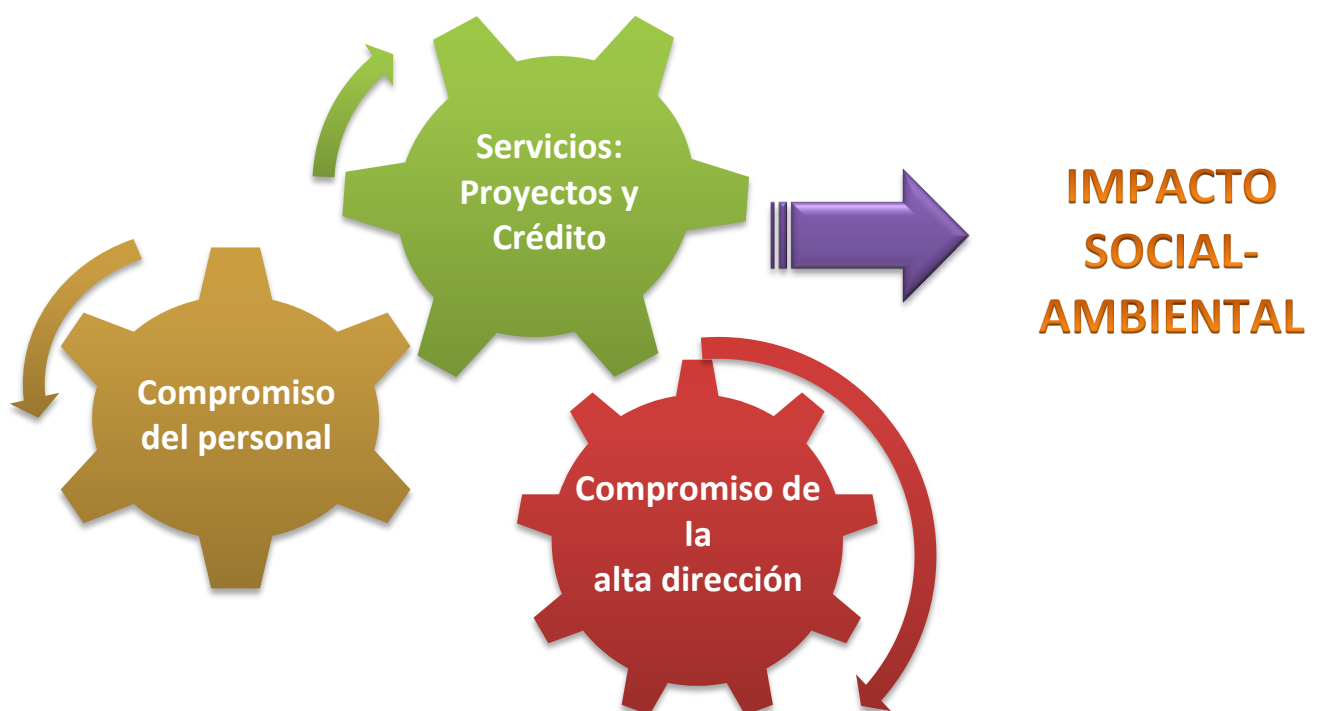 Servicios:
Proyectos y
Crédito
IMPACTO
SOCIAL-
AMBIENTAL
Compromiso
del personal
Compromiso de
la
alta dirección